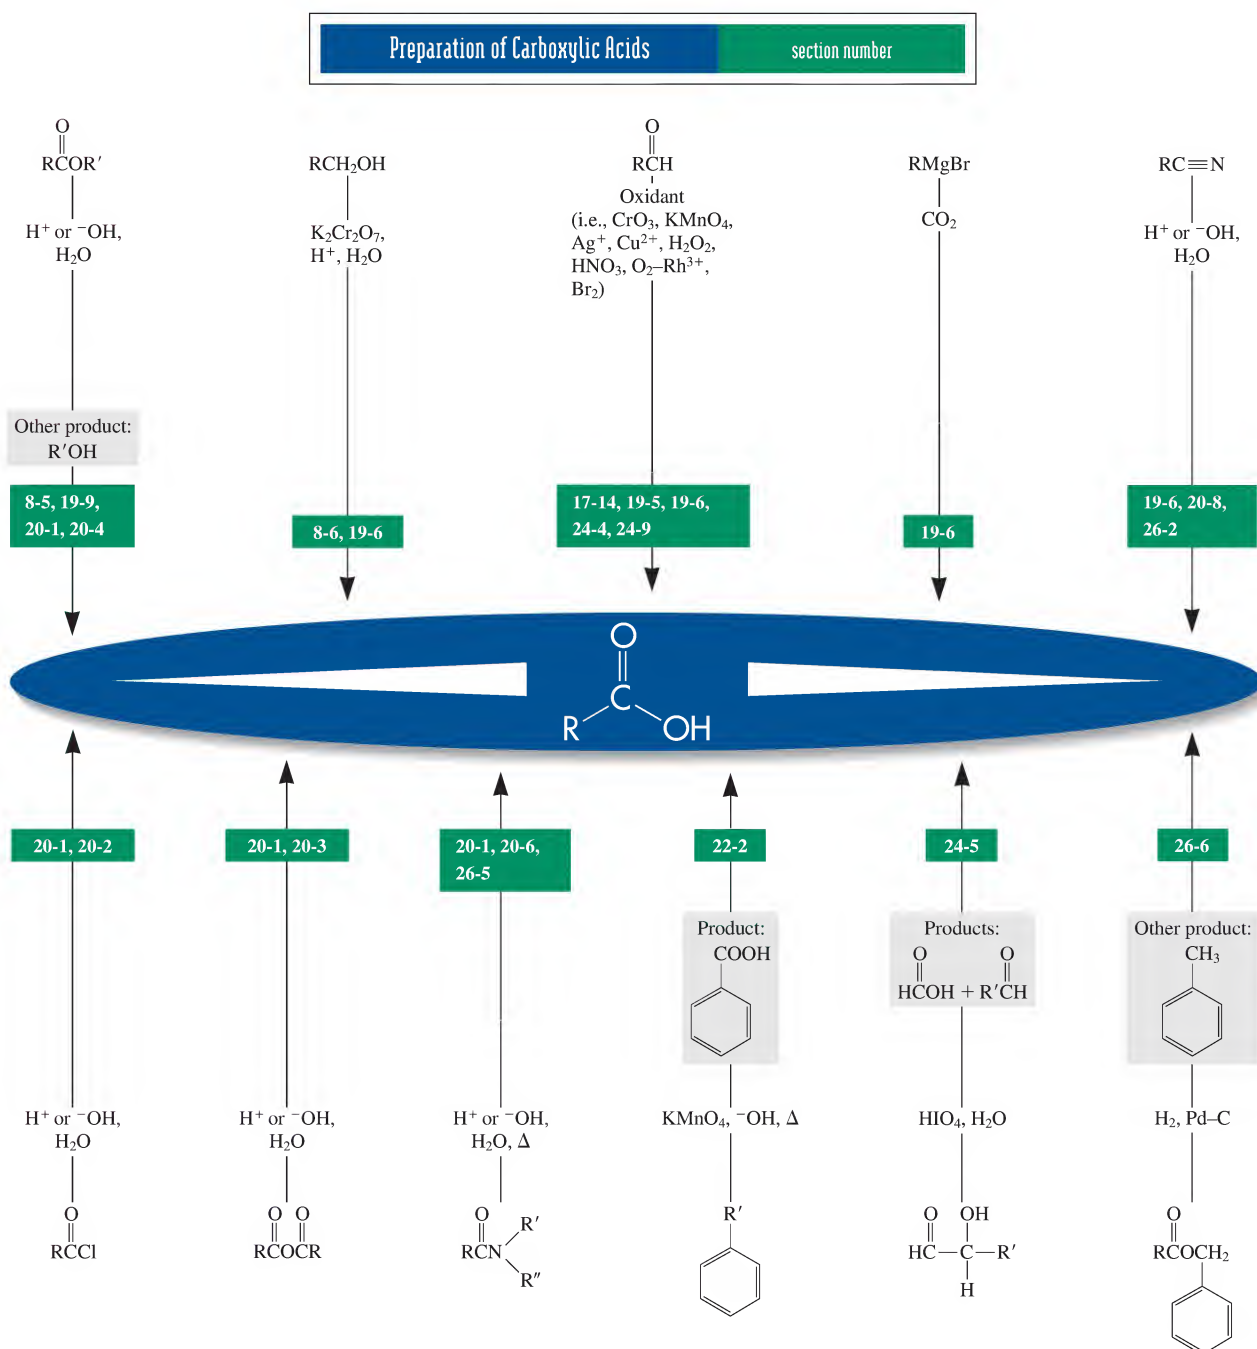 Preparation of Carboxylic Acids
section number
O
RCOR′
H⁺ or ⁻OH,
H₂O
Other product:
R′OH
8-5, 19-9,
20-1, 20-4
RCH₂OH
K₂Cr₂O₇,
H⁺, H₂O
8-6, 19-6
O
RCH
Oxidant
(i.e., CrO₃, KMnO₄,
Ag⁺, Cu²⁺, H₂O₂,
HNO₃, O₂–Rh³⁺,
Br₂)
17-14, 19-5, 19-6,
24-4, 24-9
RMgBr
CO₂
19-6
RC≡N
H⁺ or ⁻OH,
H₂O
19-6, 20-8,
26-2
O
C
R OH
20-1, 20-2
H⁺ or ⁻OH,
H₂O
O
RCCl
20-1, 20-3
H⁺ or ⁻OH,
H₂O
O O
RCOCR
20-1, 20-6,
26-5
H⁺ or ⁻OH,
H₂O, Δ
O R′
RCN
R″
22-2
Product:
COOH
KMnO₄, ⁻OH, Δ
R′
24-5
Products:
O O
HCOH + R′CH
HIO₄, H₂O
O OH
HC–C–R′
H
26-6
Other product:
CH₃
H₂, Pd–C
O
RCOCH₂